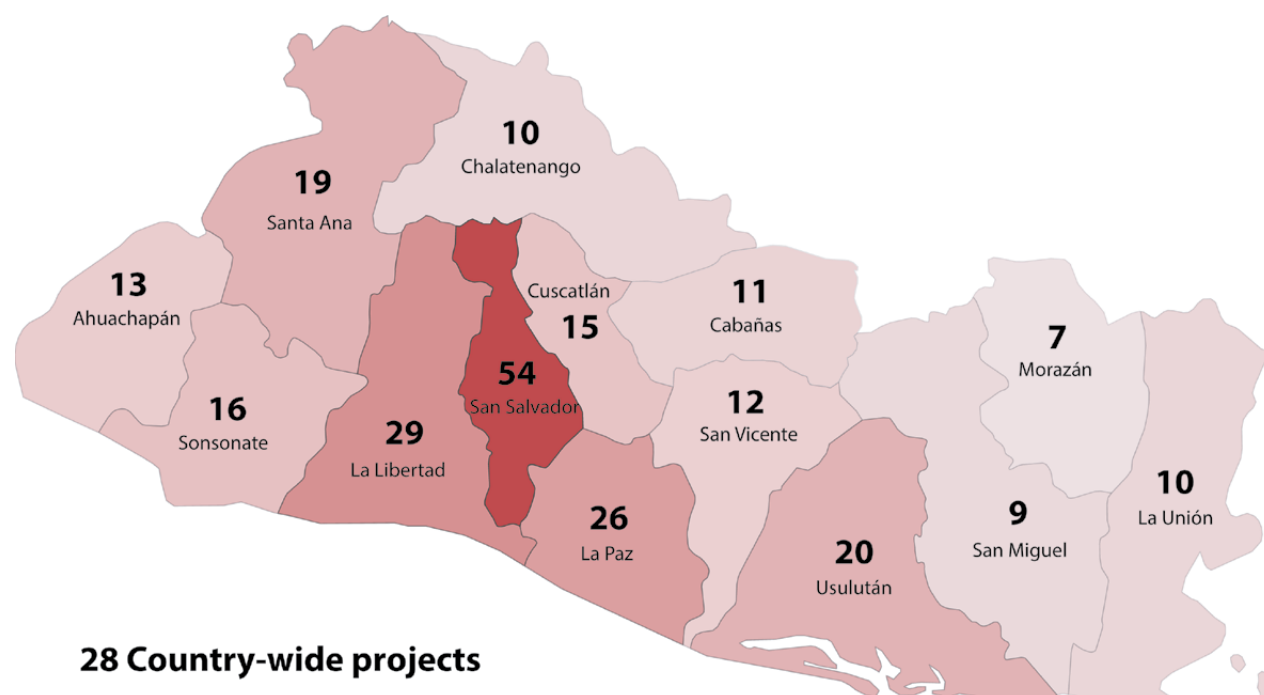 10
Chalatenango
19
Santa Ana
13
Ahuachapán
Cuscatlán
15
11
Cabañas
7
Morazán
54
San Salvador
16
Sonsonate
12
San Vicente
29
La Libertad
10
La Unión
26
La Paz
9
San Miguel
20
Usulután
28 Country-wide projects